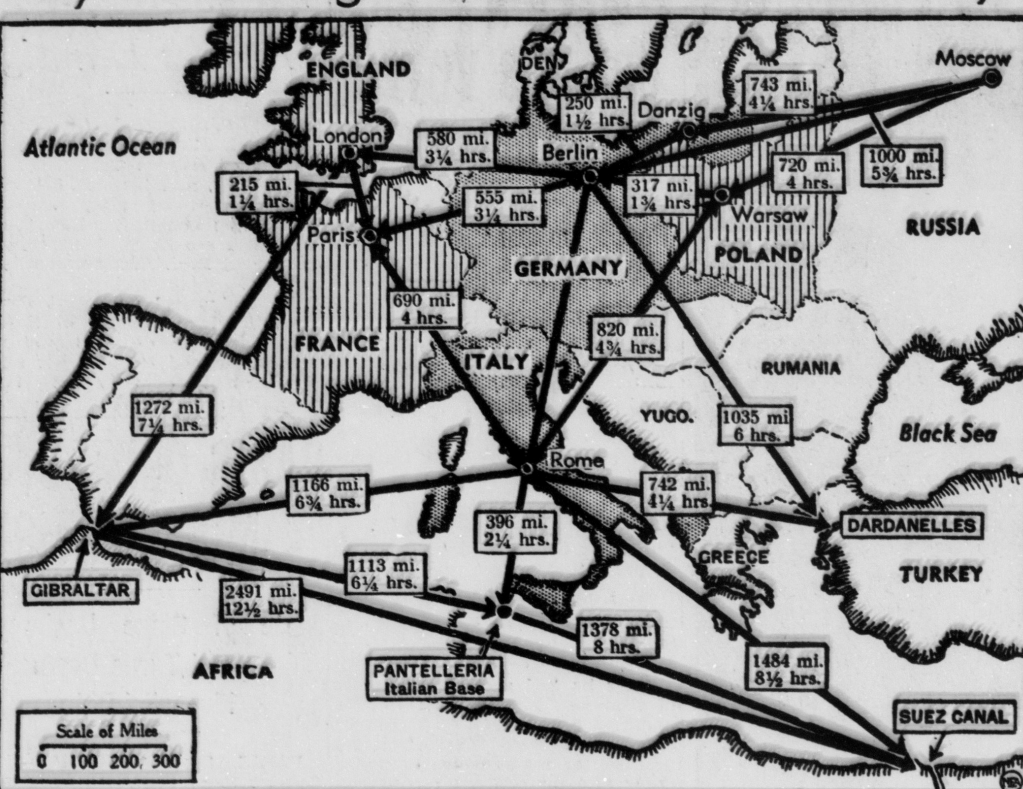 Moscow
ENGLAND
DEN.
743 mi.
4¼ hrs.
250 mi.
1½ hrs.
Danzig
London
580 mi.
3¼ hrs.
Berlin
Atlantic Ocean
720 mi.
4 hrs.
1000 mi.
5¾ hrs.
215 mi.
1¼ hrs.
555 mi.
3¼ hrs.
317 mi.
1¾ hrs.
Warsaw
RUSSIA
Paris
GERMANY
POLAND
690 mi.
4 hrs.
820 mi.
4¾ hrs.
FRANCE
ITALY
RUMANIA
1272 mi.
7¼ hrs.
YUGO.
1035 mi.
6 hrs.
Black Sea
Rome
1166 mi.
6¾ hrs.
742 mi.
4¼ hrs.
396 mi.
2¼ hrs.
DARDANELLES
GREECE
TURKEY
GIBRALTAR
1113 mi.
6¼ hrs.
2491 mi.
12½ hrs.
1378 mi.
8 hrs.
1484 mi.
8½ hrs.
AFRICA
PANTELLERIA
Italian Base
SUEZ CANAL
Scale of Miles
0 100 200 300